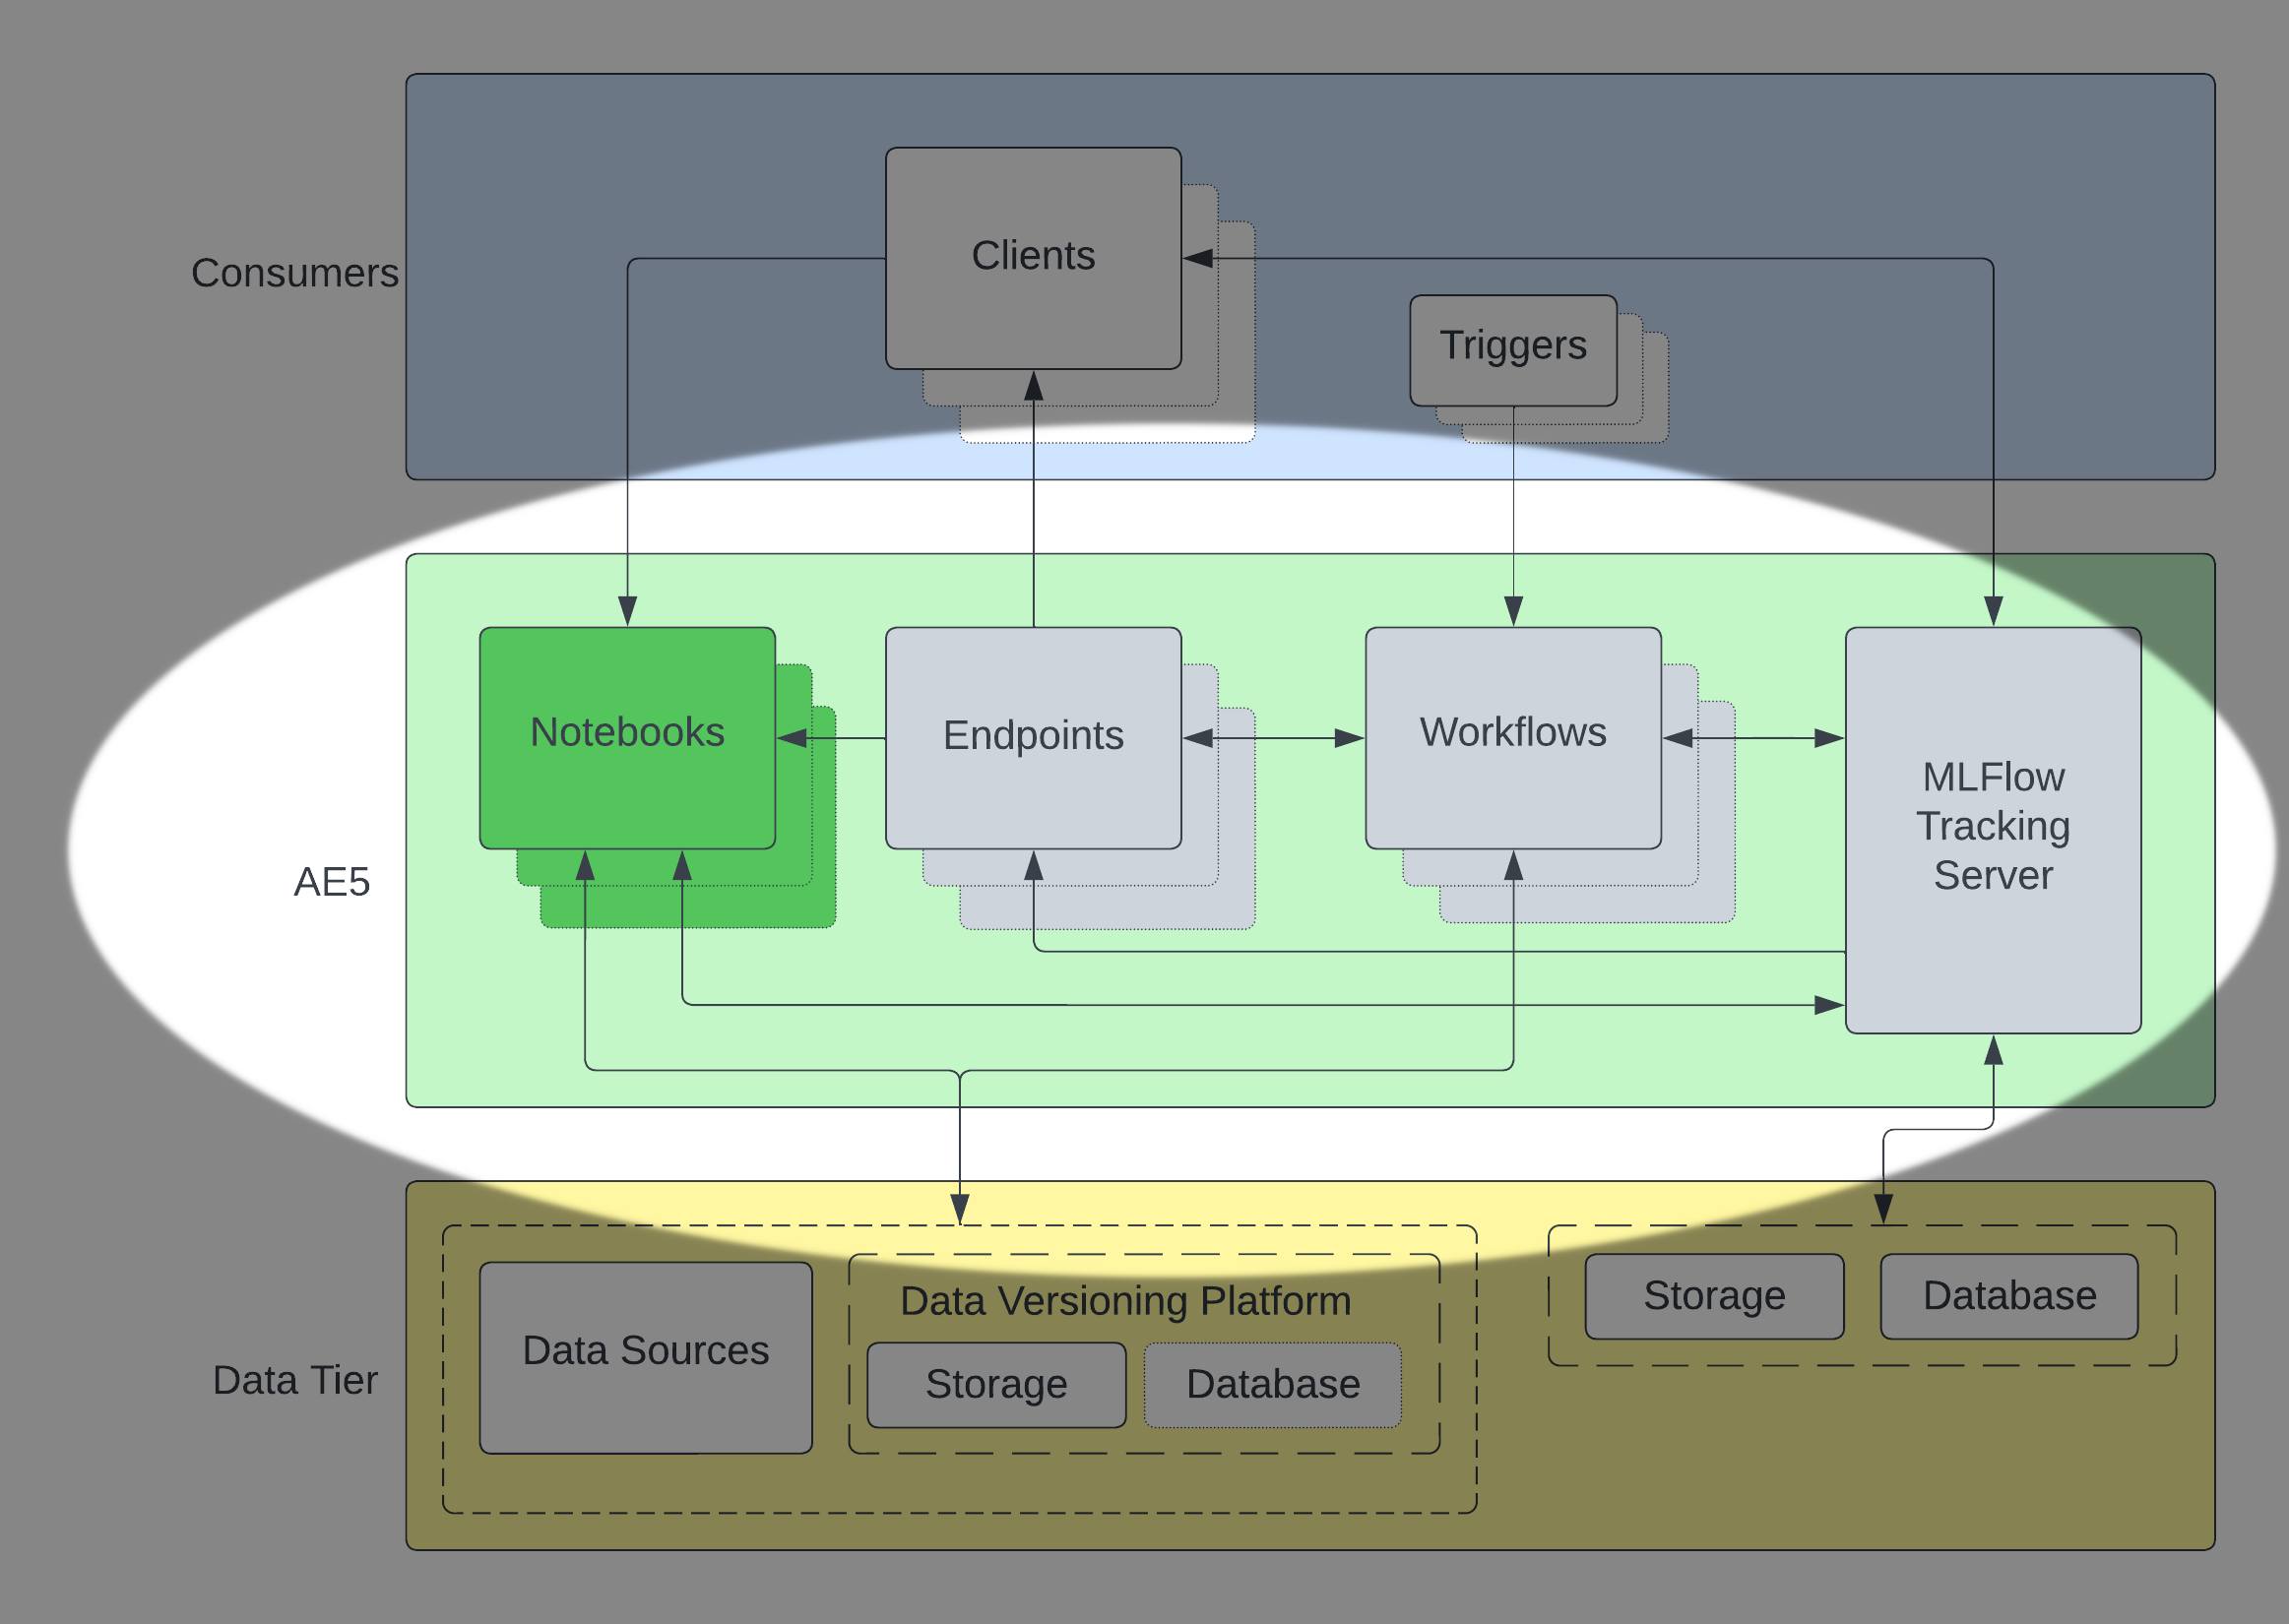 Consumers
Clients
Triggers
AE5
Notebooks
Endpoints
Workflows
MLFlow
Tracking
Server
Data Tier
Data Sources
Data Versioning Platform
Storage
Database
Storage
Database